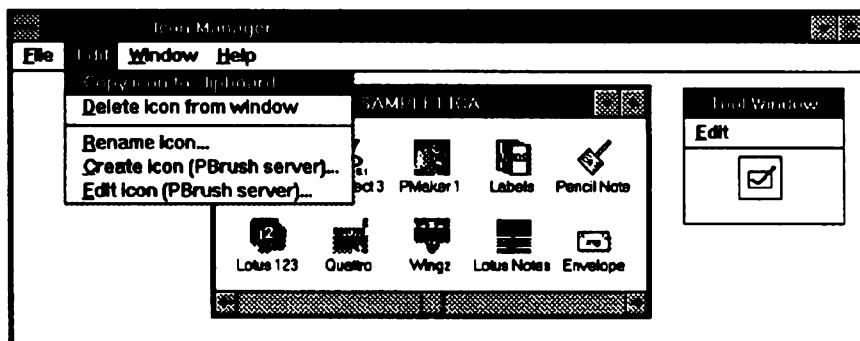 Icon Manager
File Edit Window Help
Copy icon to clipboard
Delete icon from window
Rename icon...
Create icon (PBrush server)...
Edit icon (PBrush server)...
Tool Window
Edit
ect 3 PMaker 1 Labels Pencil Note
Lotus 123 Quattro Wingz Lotus Notes Envelope